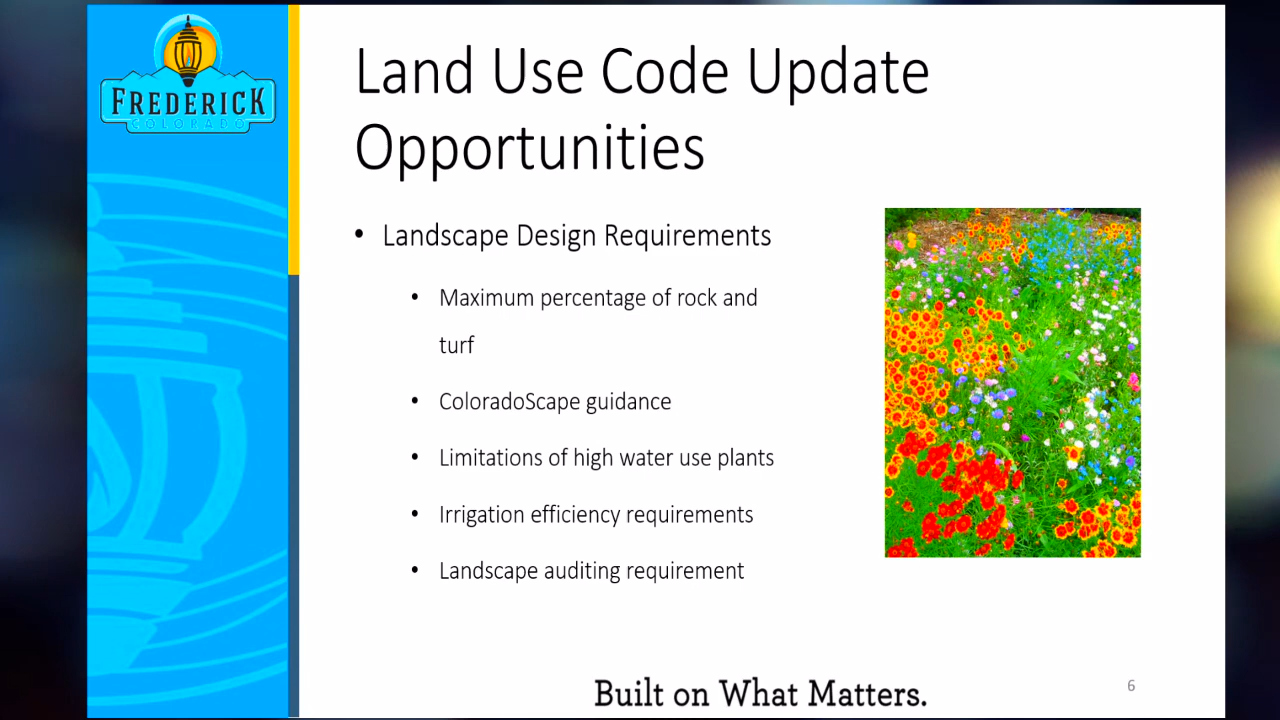 FREDERICK
COLORADO
Land Use Code Update
Opportunities
• Landscape Design Requirements
• Maximum percentage of rock and
turf
• ColoradoScape guidance
• Limitations of high water use plants
• Irrigation efficiency requirements
• Landscape auditing requirement
Built on What Matters.
6